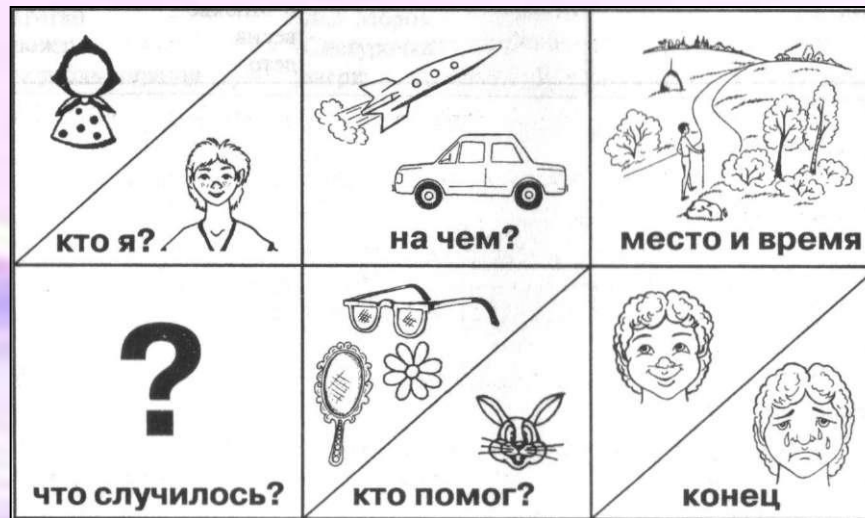 кто я?
на чем?
место и время
?
что случилось?
кто помог?
конец